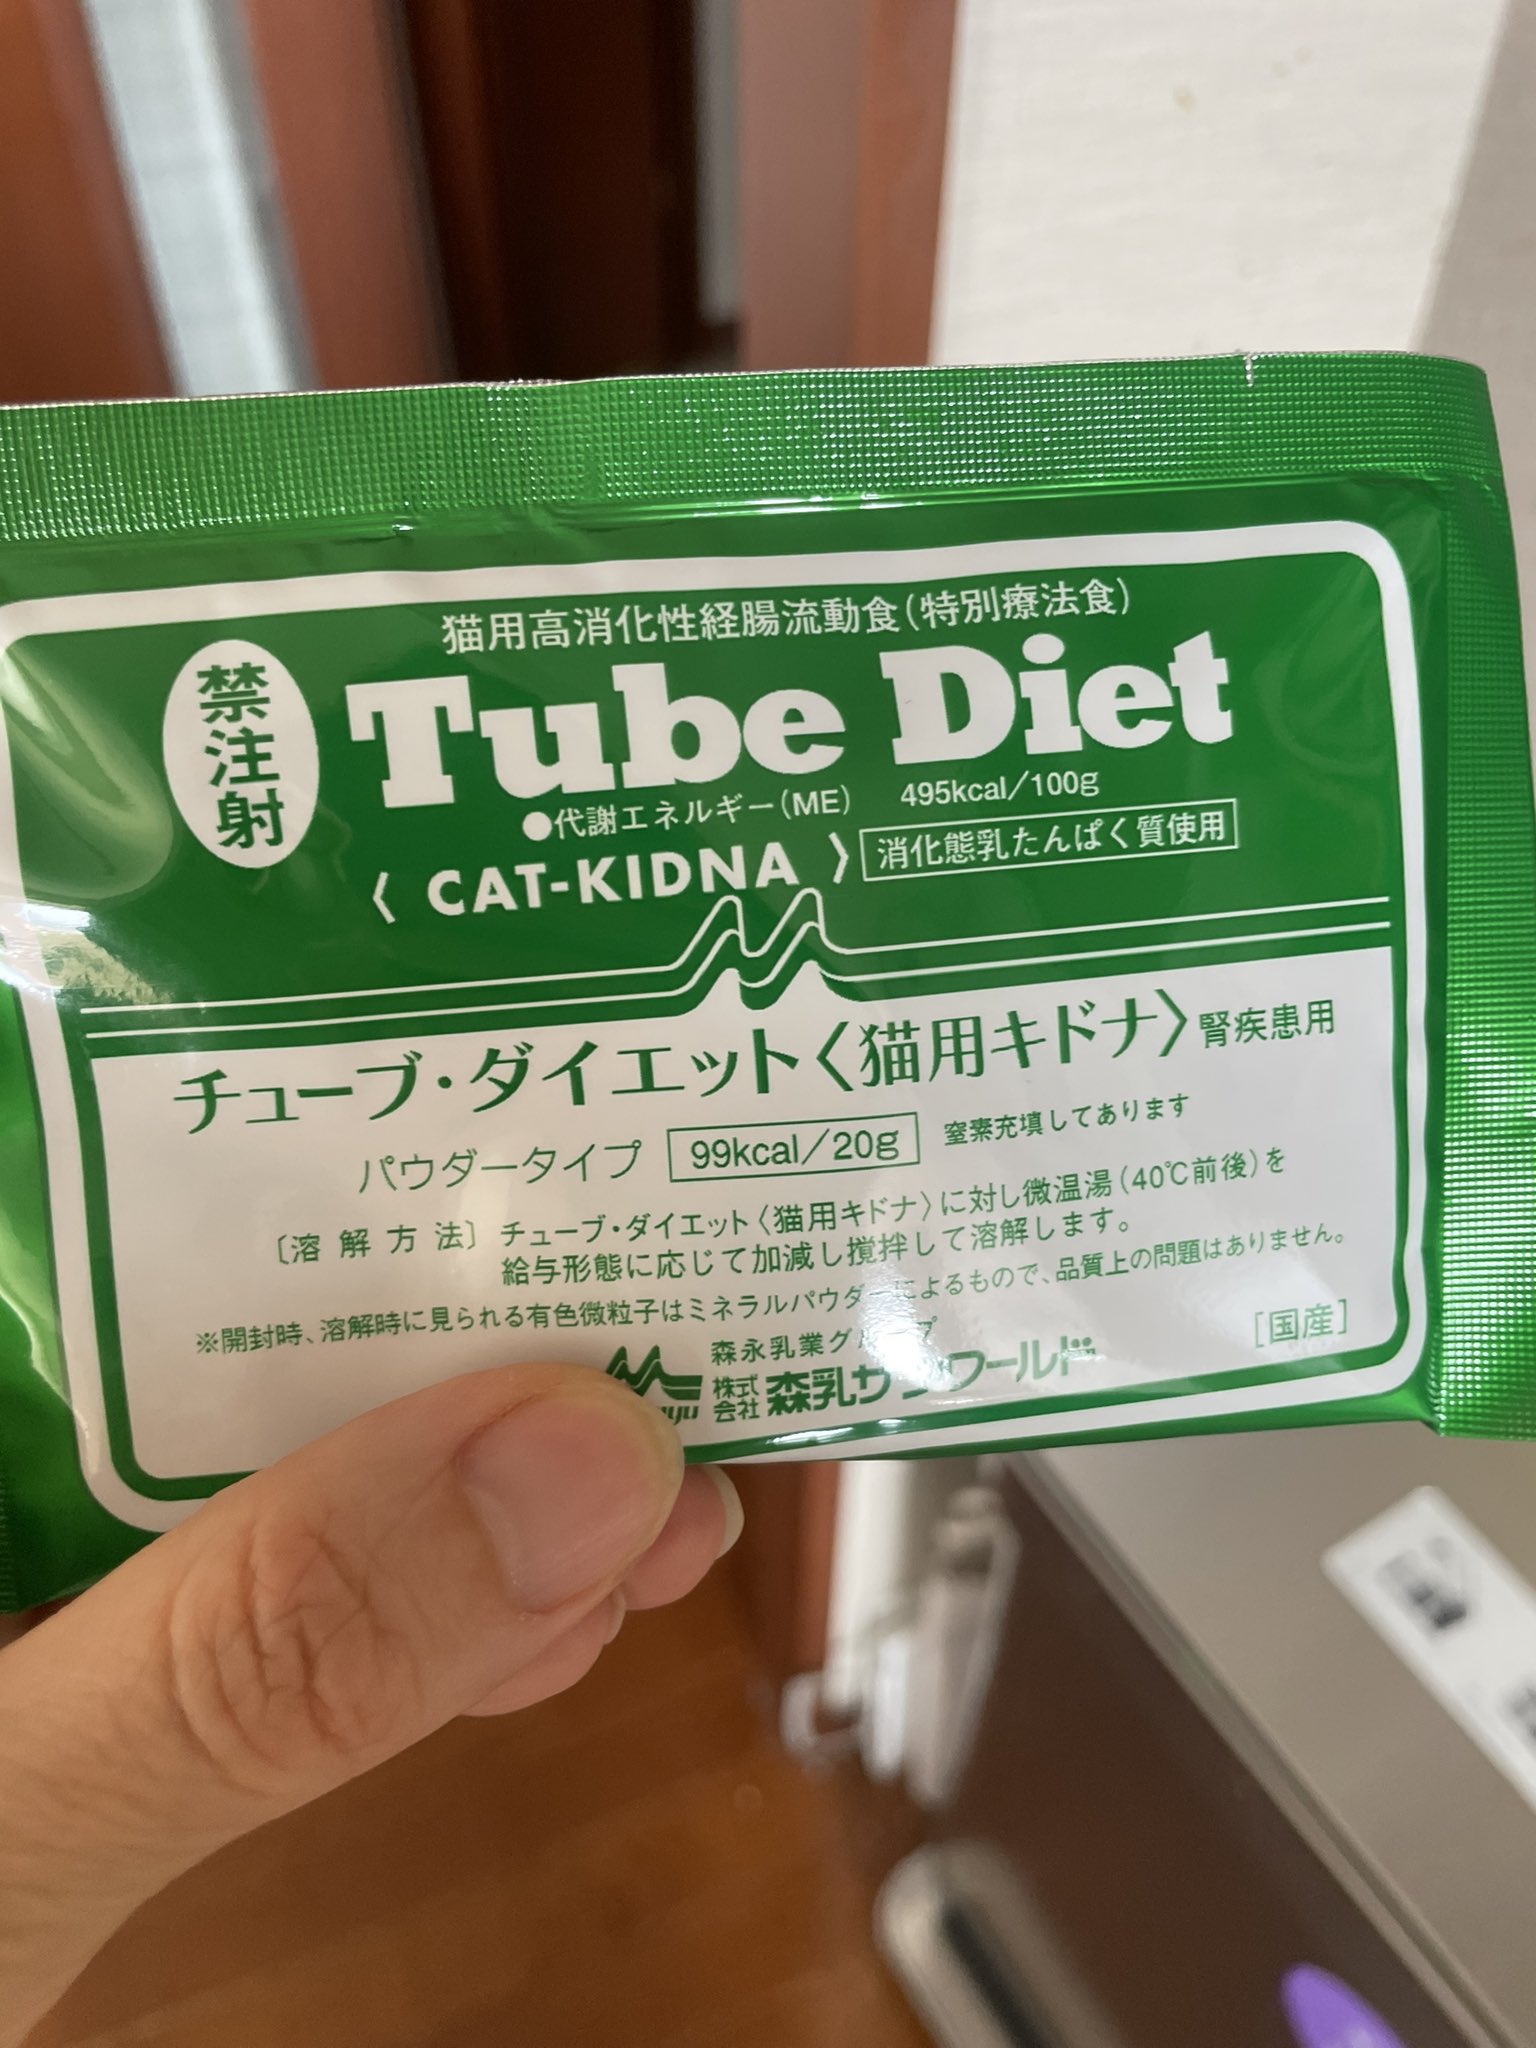 猫用高消化性経腸流動食(特別療法食)
禁注射
Tube Diet
●代謝エネルギー(ME) 495kcal/100g
〈 CAT-KIDNA 〉 消化態乳たんぱく質使用
チューブ・ダイエット〈猫用キドナ〉腎疾患用
パウダータイプ 99kcal/20g 窒素充填してあります
〔溶解方法〕 チューブ・ダイエット〈猫用キドナ〉に対し微温湯(40℃前後)を
給与形態に応じて加減し撹拌して溶解します。
※開封時、溶解時に見られる有色微粒子はミネラルパウダーによるもので、品質上の問題はありません。
森永乳業グループ
株式会社 森乳サンワールド
[国産]